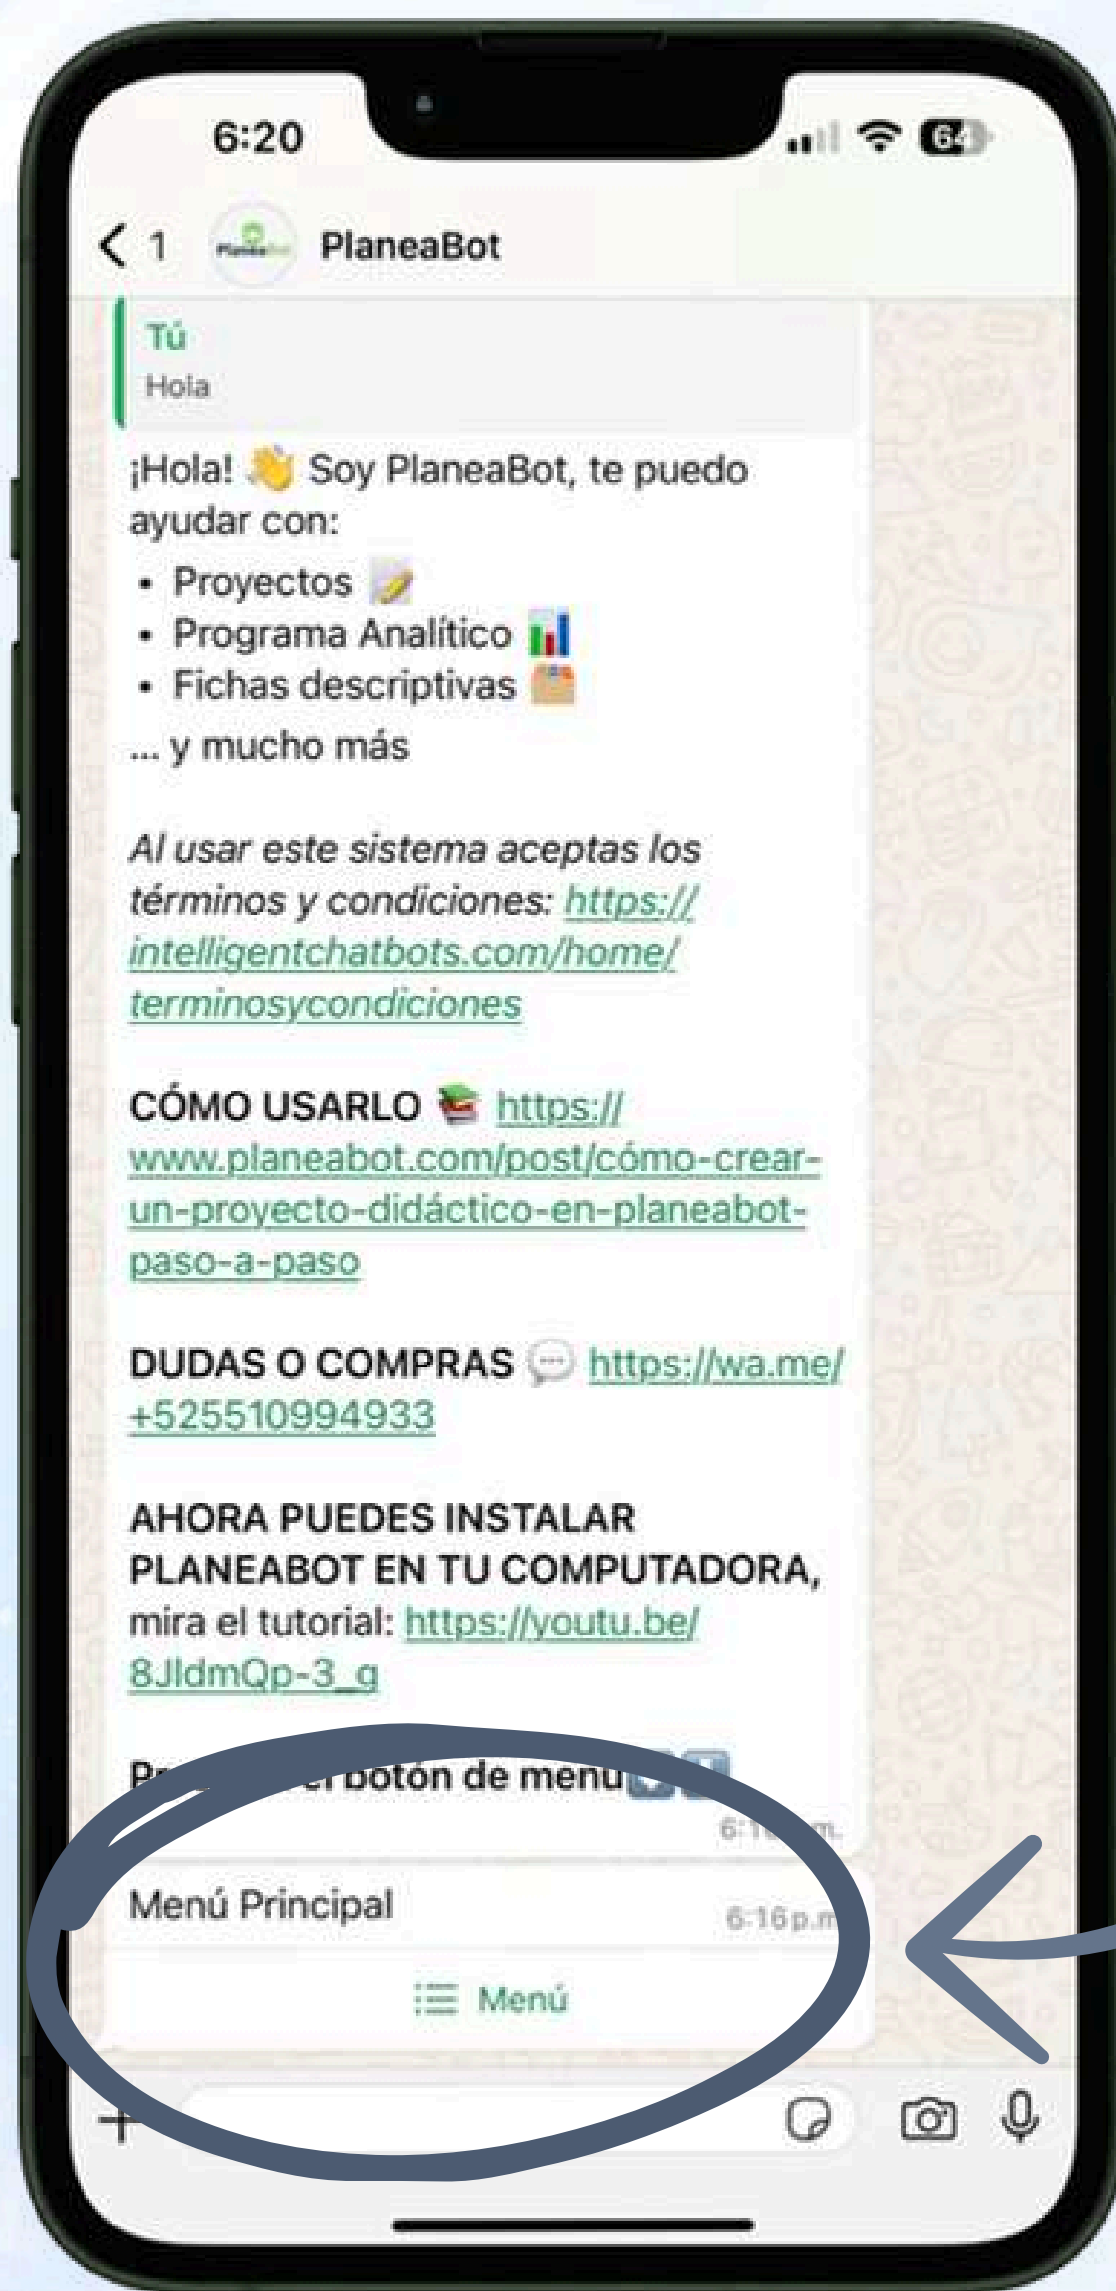 6:20
64
1 PlaneaBot
Tú
Hola
¡Hola! 👋 Soy PlaneaBot, te puedo
ayudar con:
• Proyectos 📝
• Programa Analítico 📊
• Fichas descriptivas 🗂️
... y mucho más
Al usar este sistema aceptas los
términos y condiciones: https://
intelligentchatbots.com/home/
terminosycondiciones
CÓMO USARLO 📚 https://
www.planeabot.com/post/cómo-crear-
un-proyecto-didáctico-en-planeabot-
paso-a-paso
DUDAS O COMPRAS 💬 https://wa.me/
+525510994933
AHORA PUEDES INSTALAR
PLANEABOT EN TU COMPUTADORA,
mira el tutorial: https://youtu.be/
8JIdmQp-3_g
el botón de menú
Menú Principal
6:16 p.m
Menú